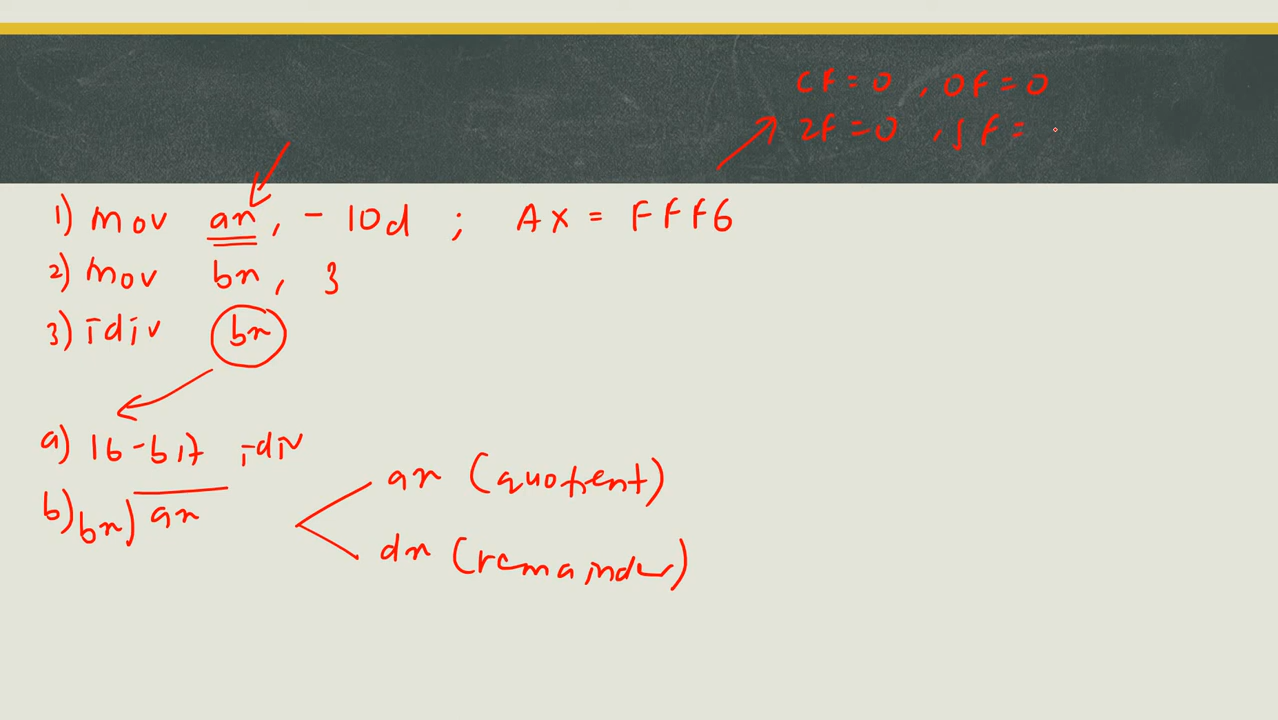 CF = 0 , OF = 0
ZF = 0 , SF =
1) mov ax, - 10d ; AX = FFF6
2) mov bx, 3
3) idiv bx
a) 16-bit idiv
ax (quotient)
b) bx) ax
dx (remainder)